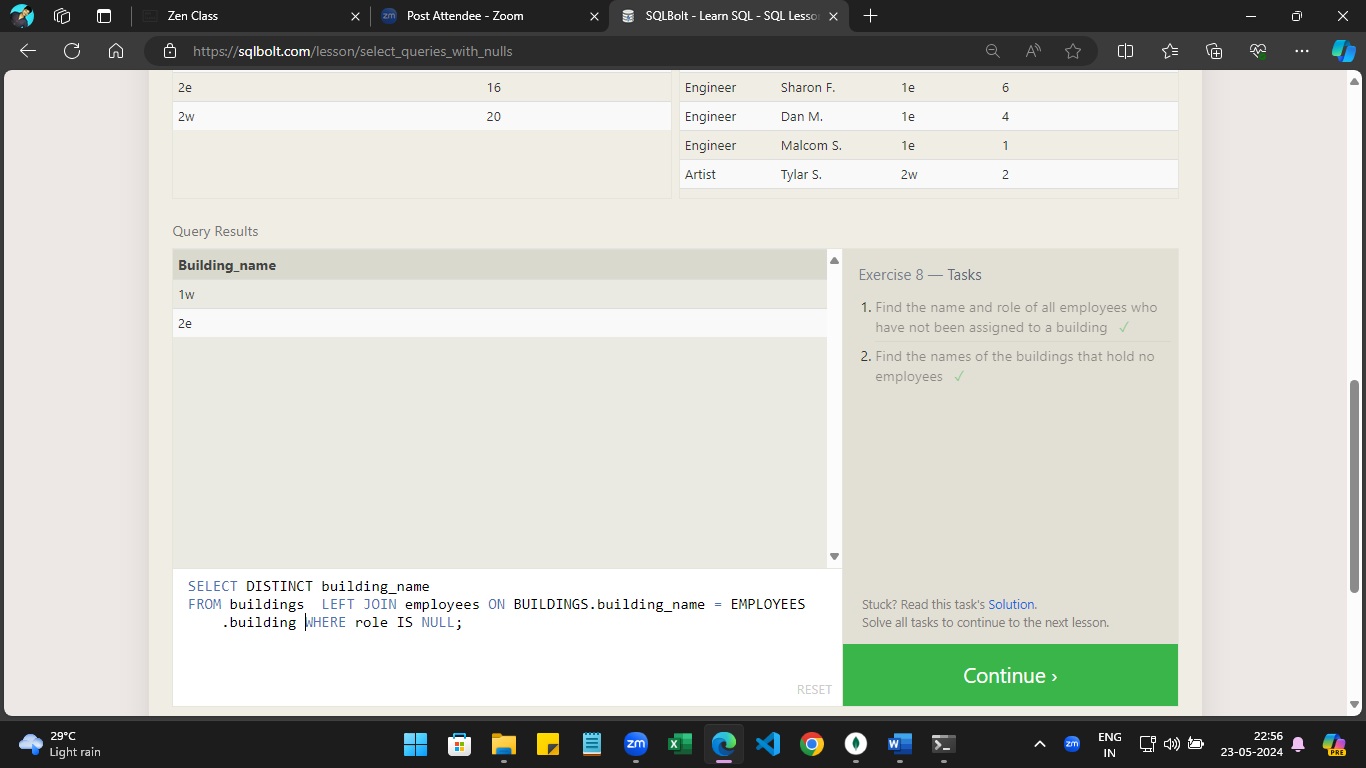 Zen Class
zm Post Attendee - Zoom
SQLBolt - Learn SQL - SQL Lesso
https://sqlbolt.com/lesson/select_queries_with_nulls
2e 16
2w 20
Engineer Sharon F. 1e 6
Engineer Dan M. 1e 4
Engineer Malcom S. 1e 1
Artist Tylar S. 2w 2
Query Results
Building_name
1w
2e
Exercise 8 — Tasks
1. Find the name and role of all employees who
have not been assigned to a building ✓
2. Find the names of the buildings that hold no
employees ✓
SELECT DISTINCT building_name
FROM buildings  LEFT JOIN employees ON BUILDINGS.building_name = EMPLOYEES
.building WHERE role IS NULL;
RESET
Stuck? Read this task's Solution.
Solve all tasks to continue to the next lesson.
Continue ›
29°C
Light rain
zm
zm
ENG
IN
22:56
23-05-2024
PRE